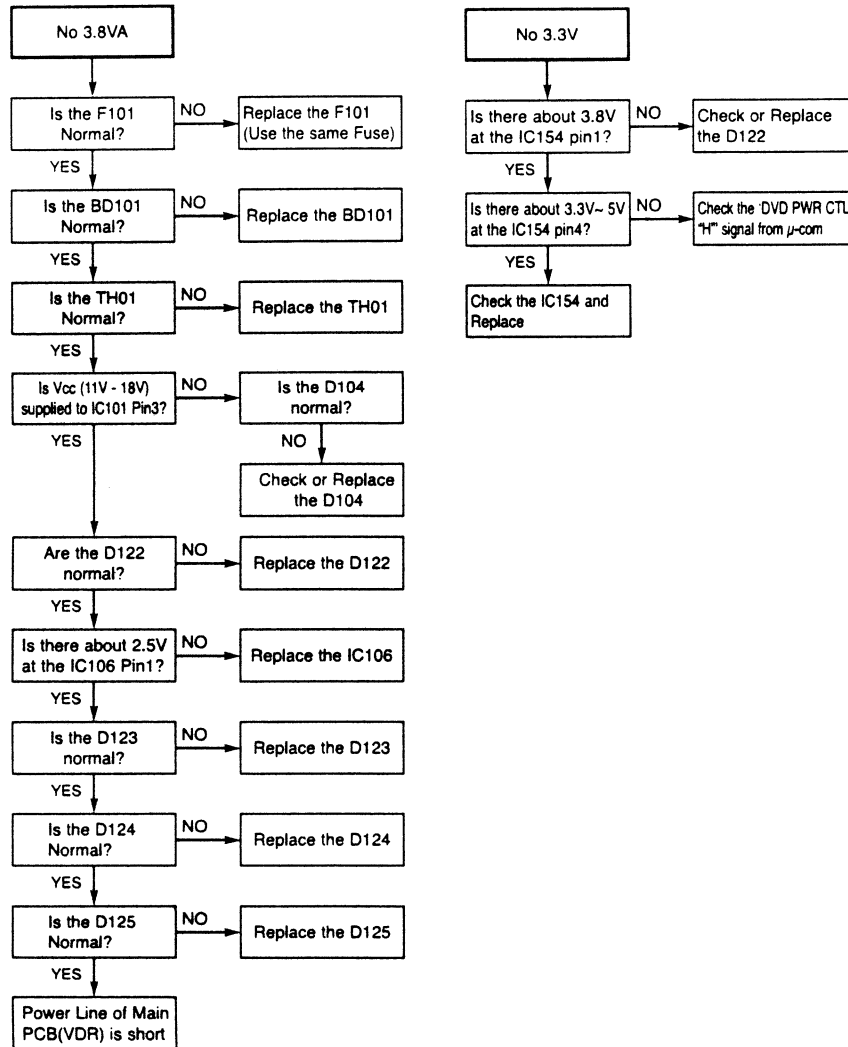 No 3.8VA
Is the F101
Normal?
NO
Replace the F101
(Use the same Fuse)
YES
Is the BD101
Normal?
NO
Replace the BD101
YES
Is the TH01
Normal?
NO
Replace the TH01
YES
Is Vcc (11V - 18V)
supplied to IC101 Pin3?
NO
Is the D104
normal?
NO
Check or Replace
the D104
YES
Are the D122
normal?
NO
Replace the D122
YES
Is there about 2.5V
at the IC106 Pin1?
NO
Replace the IC106
YES
Is the D123
normal?
NO
Replace the D123
YES
Is the D124
Normal?
NO
Replace the D124
YES
Is the D125
Normal?
NO
Replace the D125
YES
Power Line of Main
PCB(VDR) is short
No 3.3V
Is there about 3.8V
at the IC154 pin1?
NO
Check or Replace
the D122
YES
Is there about 3.3V~ 5V
at the IC154 pin4?
NO
Check the "DVD PWR CTL
"H"" signal from µ-com
YES
Check the IC154 and
Replace